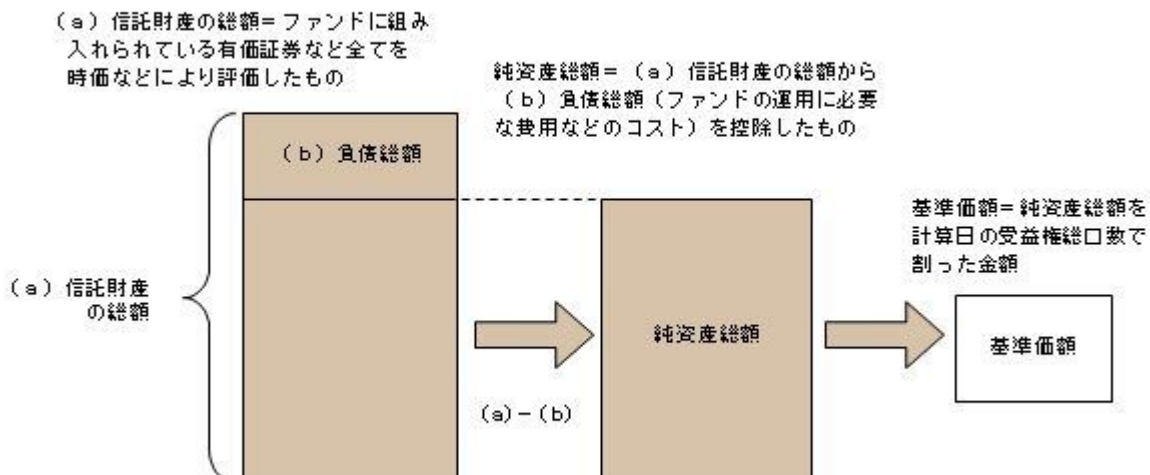 （a）信託財産の総額＝ファンドに組み
入れられている有価証券など全てを
時価などにより評価したもの
純資産総額＝（a）信託財産の総額から
（b）負債総額（ファンドの運用に必要
な費用などのコスト）を控除したもの
（b）負債総額
基準価額＝純資産総額を
計算日の受益権総口数で
割った金額
（a）信託財産
の総額
純資産総額
基準価額
（a）－（b）